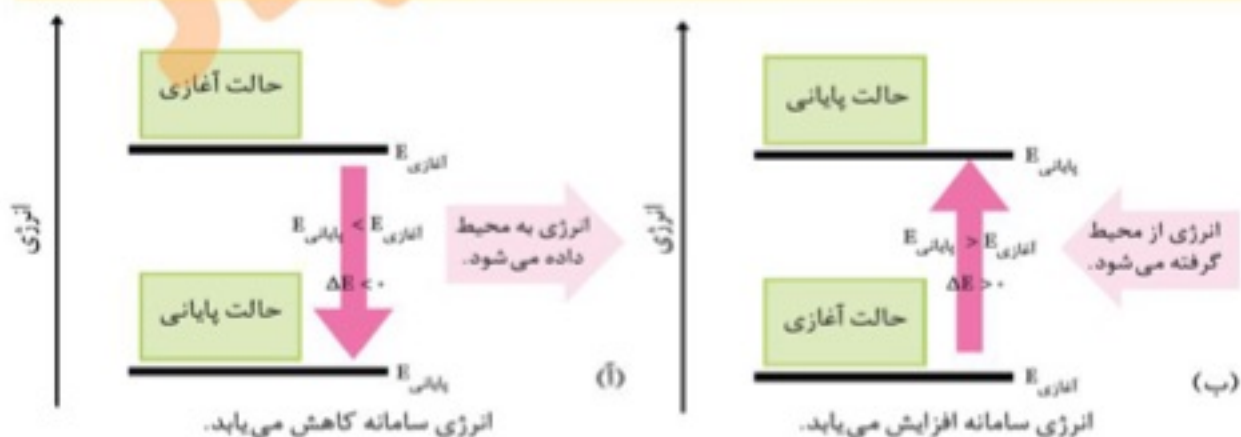 انرژی
حالت پایانی
E پایانی
E پایانی > E آغازی
ΔE > ۰
انرژی از محیط
گرفته می‌شود.
حالت آغازی
E آغازی
(ب)
انرژی سامانه افزایش می‌یابد.
انرژی
حالت آغازی
E آغازی
E پایانی < E آغازی
ΔE < ۰
انرژی به محیط
داده می‌شود.
حالت پایانی
E پایانی
(آ)
انرژی سامانه کاهش می‌یابد.